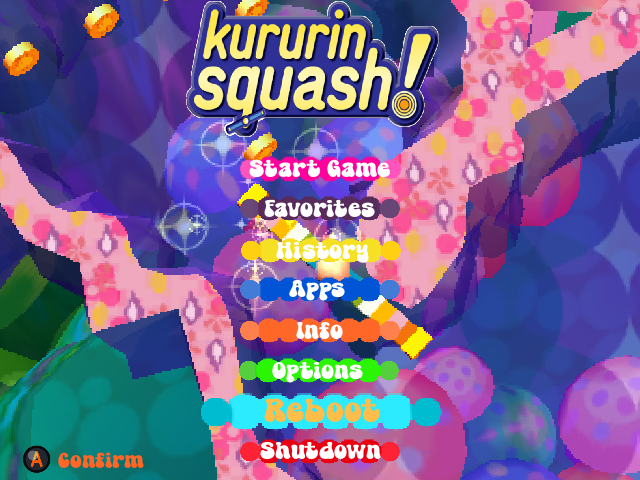 kururin
squash!
Start Game
Favorites
History
Apps
Info
Options
Reboot
Shutdown
A Confirm